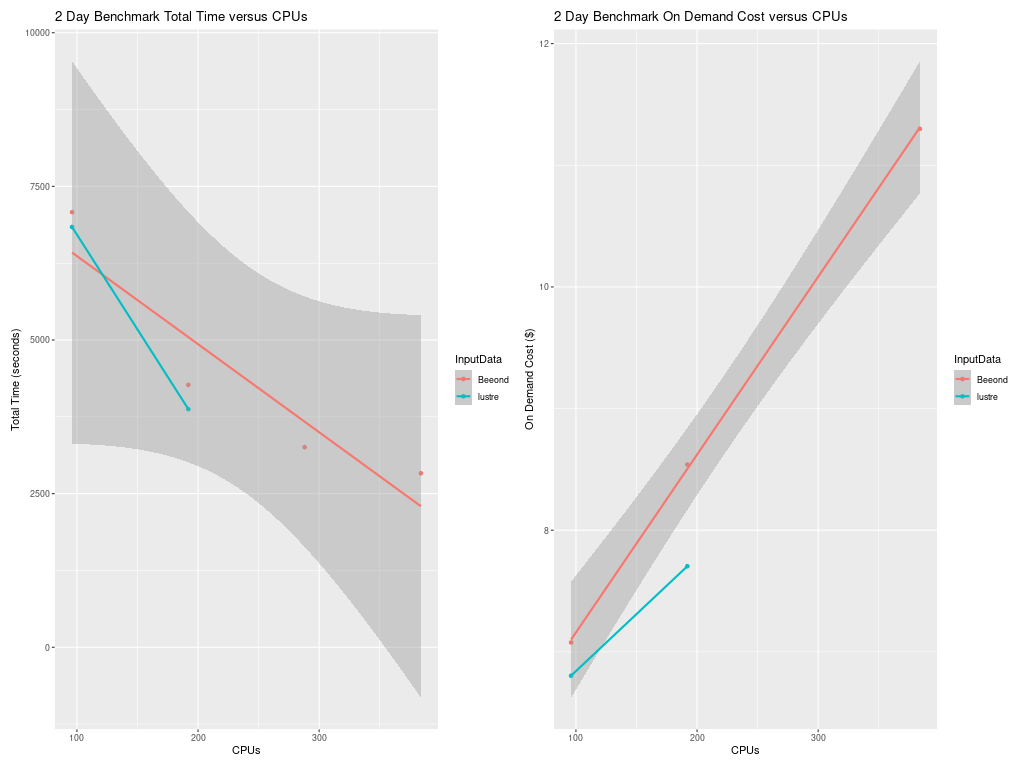 2 Day Benchmark Total Time versus CPUs
10000
7500
5000
2500
0
Total Time (seconds)
100 200 300
CPUs
InputData
Beeond
lustre
2 Day Benchmark On Demand Cost versus CPUs
12
10
8
On Demand Cost ($)
100 200 300
CPUs
InputData
Beeond
lustre